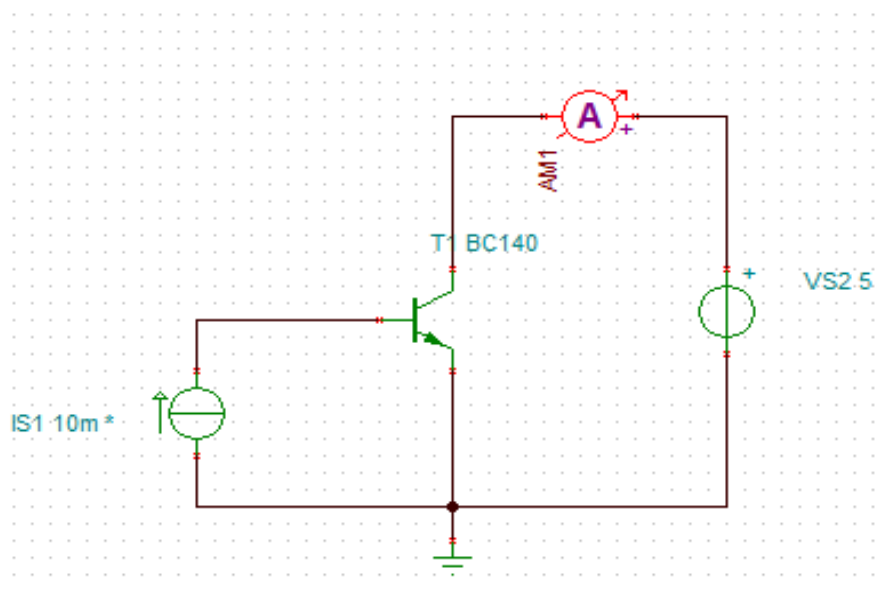 A
+
AM1
T1 BC140
+
VS2 5
IS1 10m *